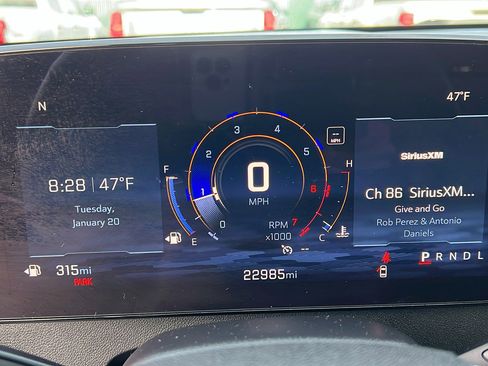 N
47°F
8:28 | 47°F
Tuesday,
January 20
315mi
PARK
F
E
0
1
2
3
4
5
6
7
0
MPH
RPM
x1000
--
MPH
--
H
C
22985mi
SiriusXM
Ch 86 SiriusXM...
Give and Go
Rob Perez & Antonio
Daniels
P R N D L